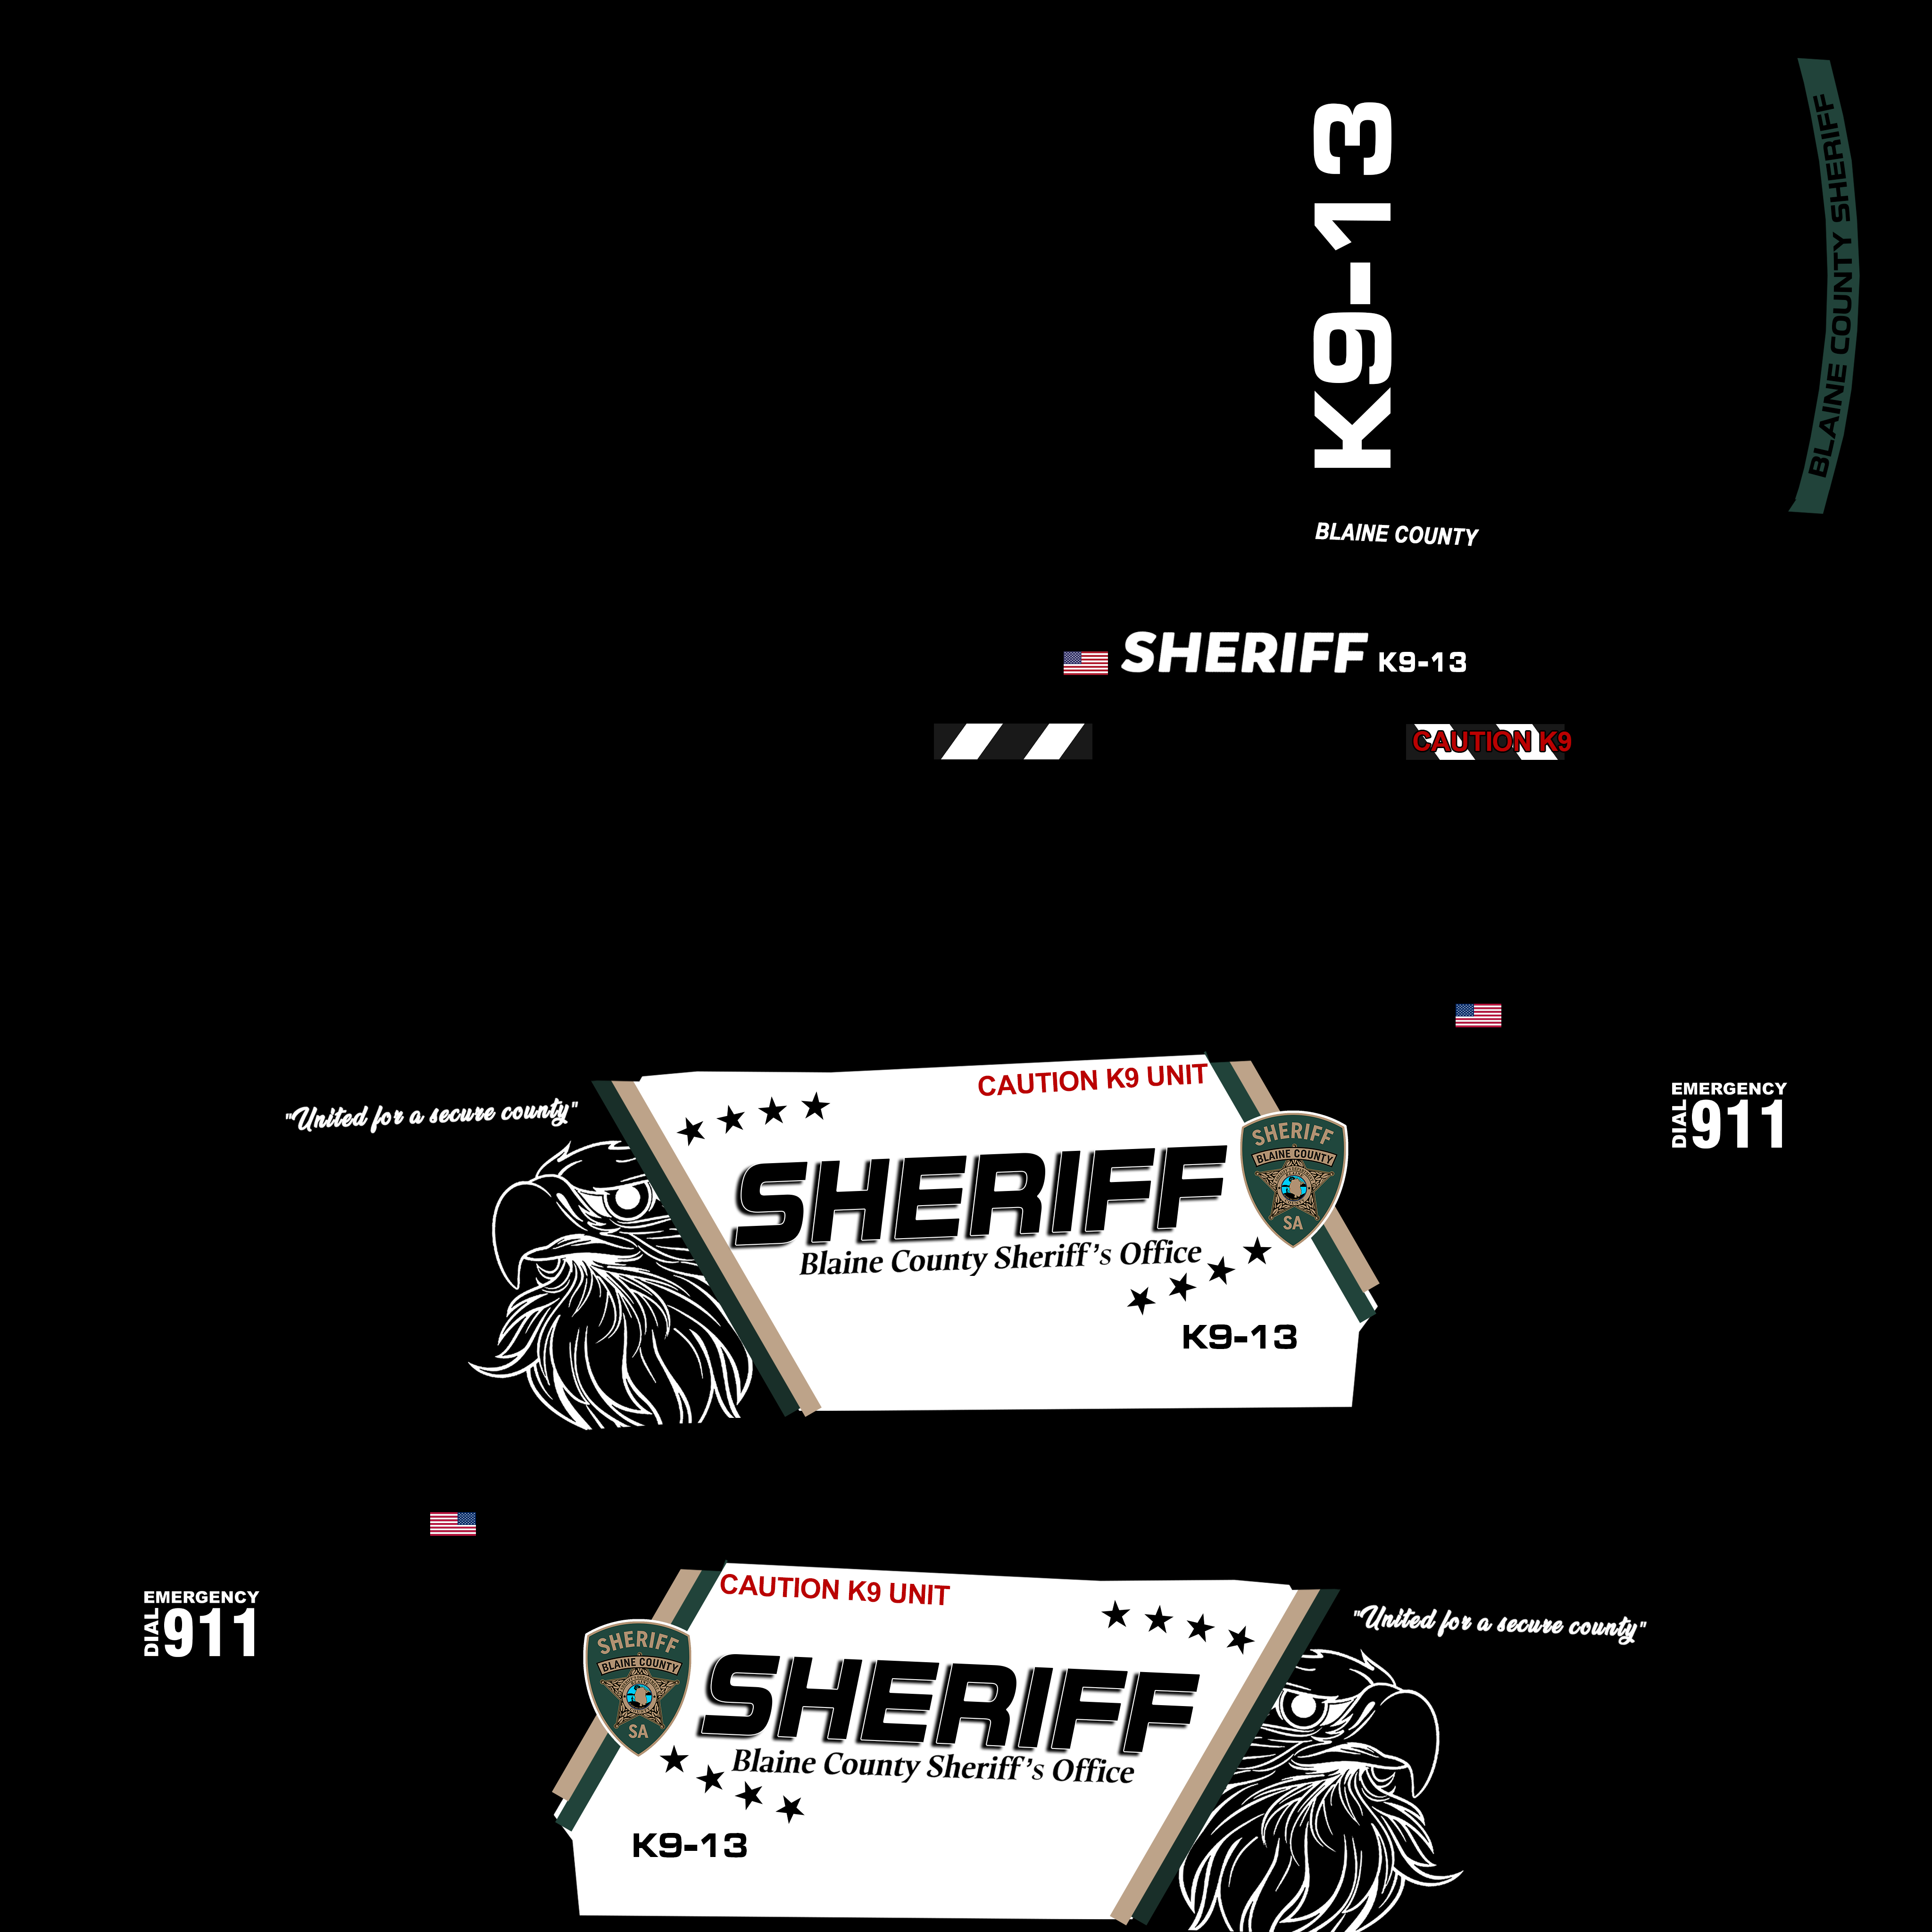 K9-13
BLAINE COUNTY SHERIFF
BLAINE COUNTY
SHERIFF K9-13
CAUTION K9
"United for a secure county"
CAUTION K9 UNIT
SHERIFF
Blaine County Sheriff's Office
K9-13
SHERIFF
BLAINE COUNTY
SA
EMERGENCY
DIAL 911
EMERGENCY
DIAL 911
CAUTION K9 UNIT
SHERIFF
BLAINE COUNTY
SA
SHERIFF
Blaine County Sheriff's Office
K9-13
"United for a secure county"